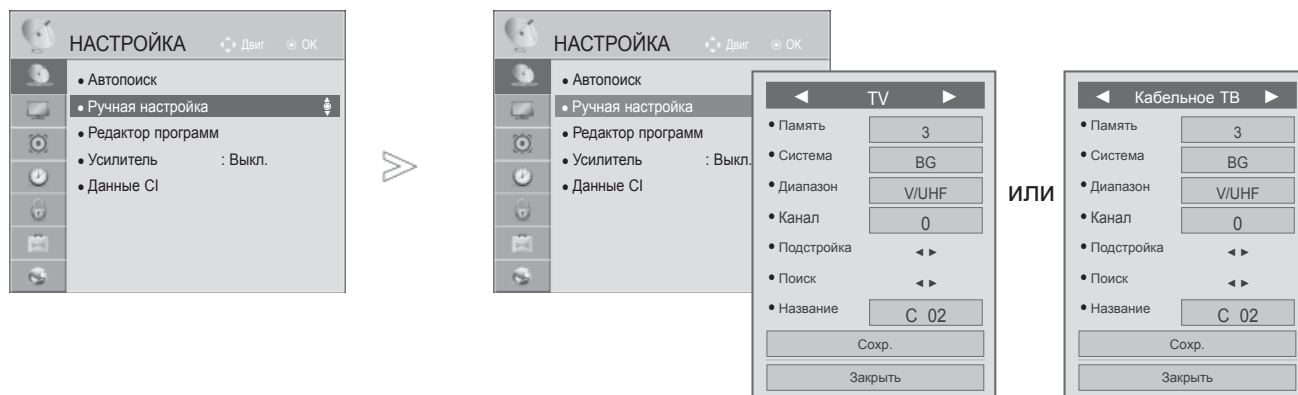 НАСТРОЙКА Двиг OK
• Автопоиск
• Ручная настройка
• Редактор программ
• Усилитель : Выкл.
• Данные CI
НАСТРОЙКА Двиг OK
• Автопоиск
• Ручная настройка
• Редактор программ
• Усилитель : Выкл.
• Данные CI
◄ TV ►
• Память 3
• Система BG
• Диапазон V/UHF
• Канал 0
• Подстройка ◄ ►
• Поиск ◄ ►
• Название C 02
Сохр.
Закрыть
или
◄ Кабельное ТВ ►
• Память 3
• Система BG
• Диапазон V/UHF
• Канал 0
• Подстройка ◄ ►
• Поиск ◄ ►
• Название C 02
Сохр.
Закрыть